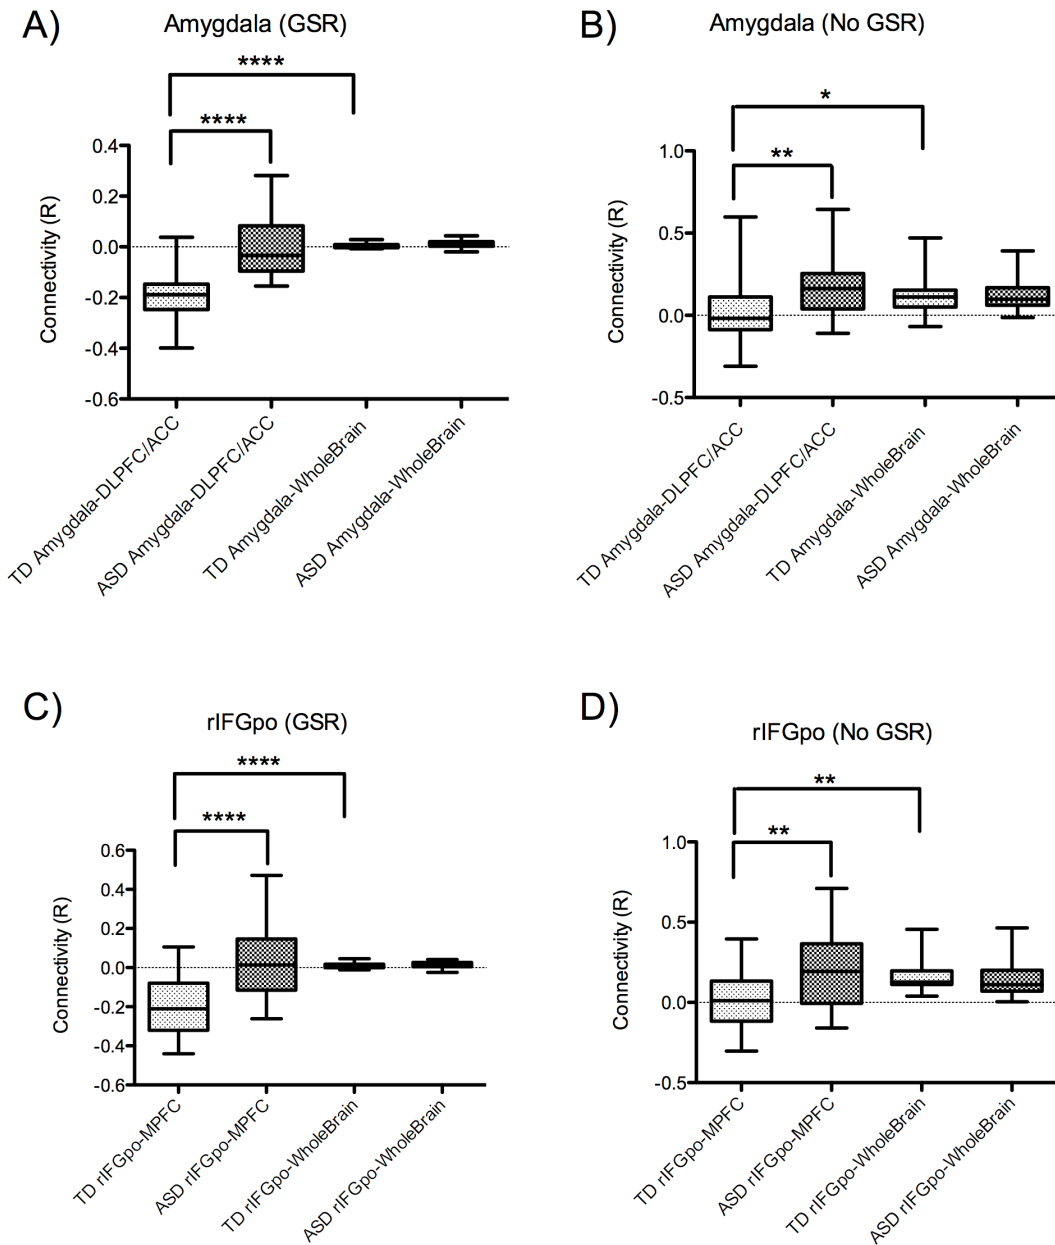 A)
Amygdala (GSR)
****
****
Connectivity (R)
0.4
0.2
0.0
-0.2
-0.4
-0.6
TD Amygdala-DLPFC/ACC
ASD Amygdala-DLPFC/ACC
TD Amygdala-WholeBrain
ASD Amygdala-WholeBrain
B)
Amygdala (No GSR)
*
**
Connectivity (R)
1.0
0.5
0.0
-0.5
TD Amygdala-DLPFC/ACC
ASD Amygdala-DLPFC/ACC
TD Amygdala-WholeBrain
ASD Amygdala-WholeBrain
C)
rIFGpo (GSR)
****
****
Connectivity (R)
0.6
0.4
0.2
0.0
-0.2
-0.4
-0.6
TD rIFGpo-MPFC
ASD rIFGpo-MPFC
TD rIFGpo-WholeBrain
ASD rIFGpo-WholeBrain
D)
rIFGpo (No GSR)
**
**
Connectivity (R)
1.0
0.5
0.0
-0.5
TD rIFGpo-MPFC
ASD rIFGpo-MPFC
TD rIFGpo-WholeBrain
ASD rIFGpo-WholeBrain